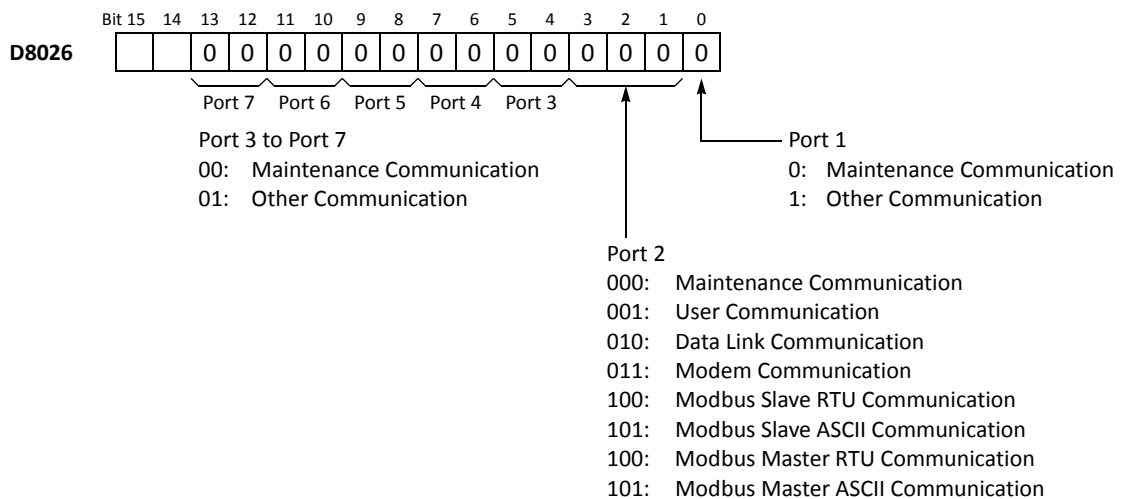 Bit 15 14 13 12 11 10 9 8 7 6 5 4 3 2 1 0
D8026 0 0 0 0 0 0 0 0 0 0 0 0 0 0
Port 7 Port 6 Port 5 Port 4 Port 3
Port 3 to Port 7
00: Maintenance Communication
01: Other Communication
Port 1
0: Maintenance Communication
1: Other Communication
Port 2
000: Maintenance Communication
001: User Communication
010: Data Link Communication
011: Modem Communication
100: Modbus Slave RTU Communication
101: Modbus Slave ASCII Communication
100: Modbus Master RTU Communication
101: Modbus Master ASCII Communication